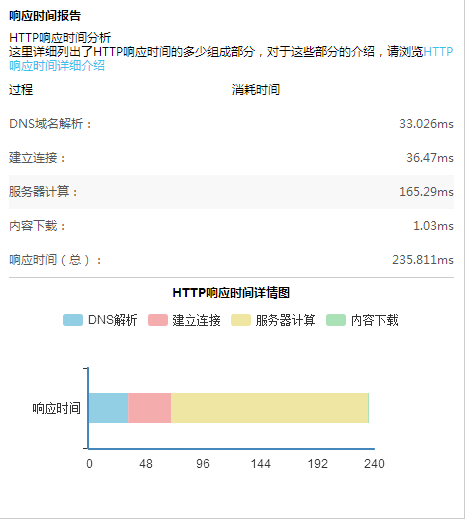 响应时间报告
HTTP响应时间分析
这里详细列出了HTTP响应时间的多少组成部分，对于这些部分的介绍，请浏览HTTP
响应时间详细介绍
过程 消耗时间
DNS域名解析： 33.026ms
建立连接： 36.47ms
服务器计算： 165.29ms
内容下载： 1.03ms
响应时间（总）： 235.811ms
HTTP响应时间详情图
DNS解析 建立连接 服务器计算 内容下载
响应时间
0 48 96 144 192 240